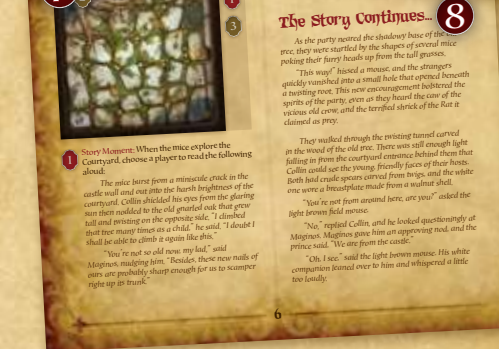 3
1
Story Moment: When the mice explore the
Courtyard, choose a player to read the following
aloud:
The mice burst from a miniscule crack in the
castle wall and out into the harsh brightness of the
courtyard. Collin shielded his eyes from the glaring
sun then nodded to the old gnarled oak that grew
tall and twisting on the opposite side. "I climbed
that tree many times as a child," he said. "I doubt I
shall be able to climb it again like this."
"You're not so old now, my lad," said
Maginos, nudging him. "Besides, these new nails of
ours are probably sharp enough for us to scamper
right up its trunk."
The Story Continues...
8
As the party neared the shadowy base of the
tree, they were startled by the shapes of several mice
poking their furry heads up from the tall grasses.
"This way!" hissed a mouse, and the strangers
quickly vanished into a small hole that opened beneath
a twisting root. This new encouragement bolstered the
spirits of the party, even as they heard the caw of the
vicious old crow, and the terrified shriek of the Rat it
claimed as prey.
They walked through the twisting tunnel carved
in the wood of the old tree. There was still enough light
falling in from the courtyard entrance behind them that
Collin could see the young friendly faces of their hosts.
Both had crude spears carved from twigs, and the white
one wore a breastplate made from a walnut shell.
"You're not from around here, are you?" asked the
light brown field mouse.
"No," replied Collin, and he looked questioningly at
Maginos. Maginos gave him an approving nod, and the
prince said, "We are from the castle."
"Oh, I see," said the light brown mouse. His white
companion leaned over to him and whispered a little
too loudly.
6